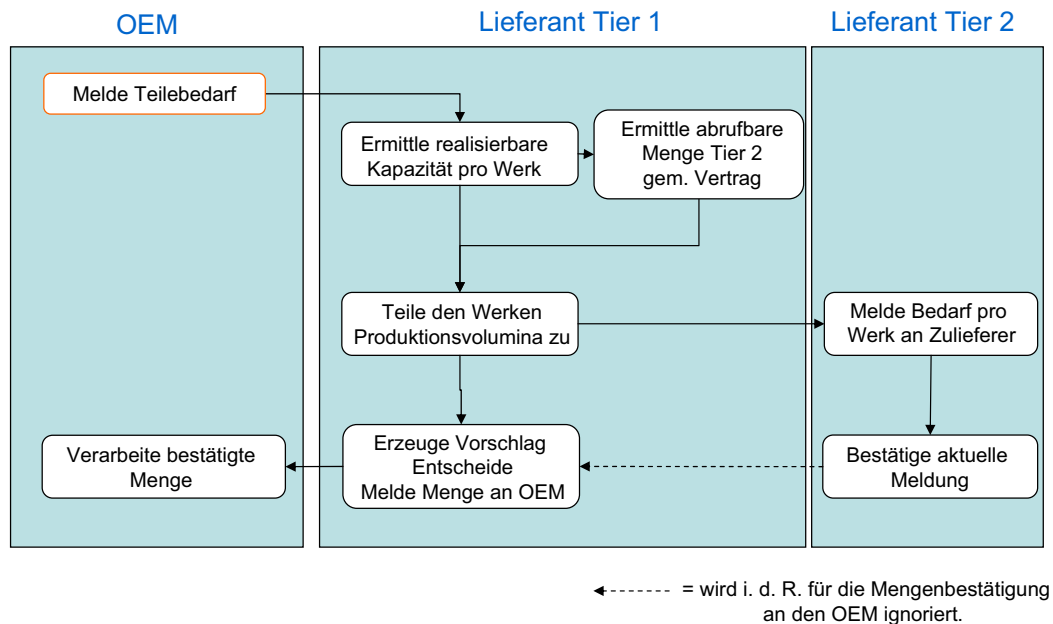 OEM
Lieferant Tier 1
Lieferant Tier 2
Melde Teilebedarf
Ermittle realisierbare
Kapazität pro Werk
Ermittle abrufbare
Menge Tier 2
gem. Vertrag
Teile den Werken
Produktionsvolumina zu
Melde Bedarf pro
Werk an Zulieferer
Verarbeite bestätigte
Menge
Erzeuge Vorschlag
Entscheide
Melde Menge an OEM
Bestätige aktuelle
Meldung
= wird i. d. R. für die Mengenbestätigung
an den OEM ignoriert.